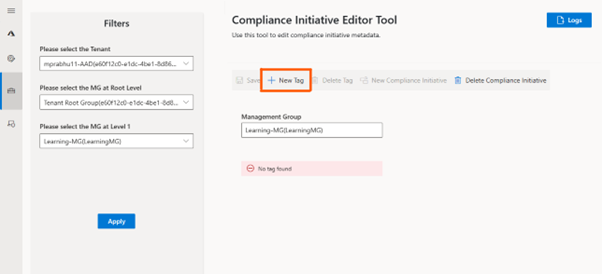 Filters
Please select the Tenant
mprabhu11-AAD(e60f12c0-e1dc-4be1-8d86...
Please select the MG at Root Level
Tenant Root Group(e60f12c0-e1dc-4be1-8d8...
Please select the MG at Level 1
Learning-MG(LearningMG)
Apply
Compliance Initiative Editor Tool
Logs
Use this tool to edit compliance initiative metadata.
Save New Tag Delete Tag New Compliance Initiative Delete Compliance Initiative
Management Group
Learning-MG(LearningMG)
No tag found